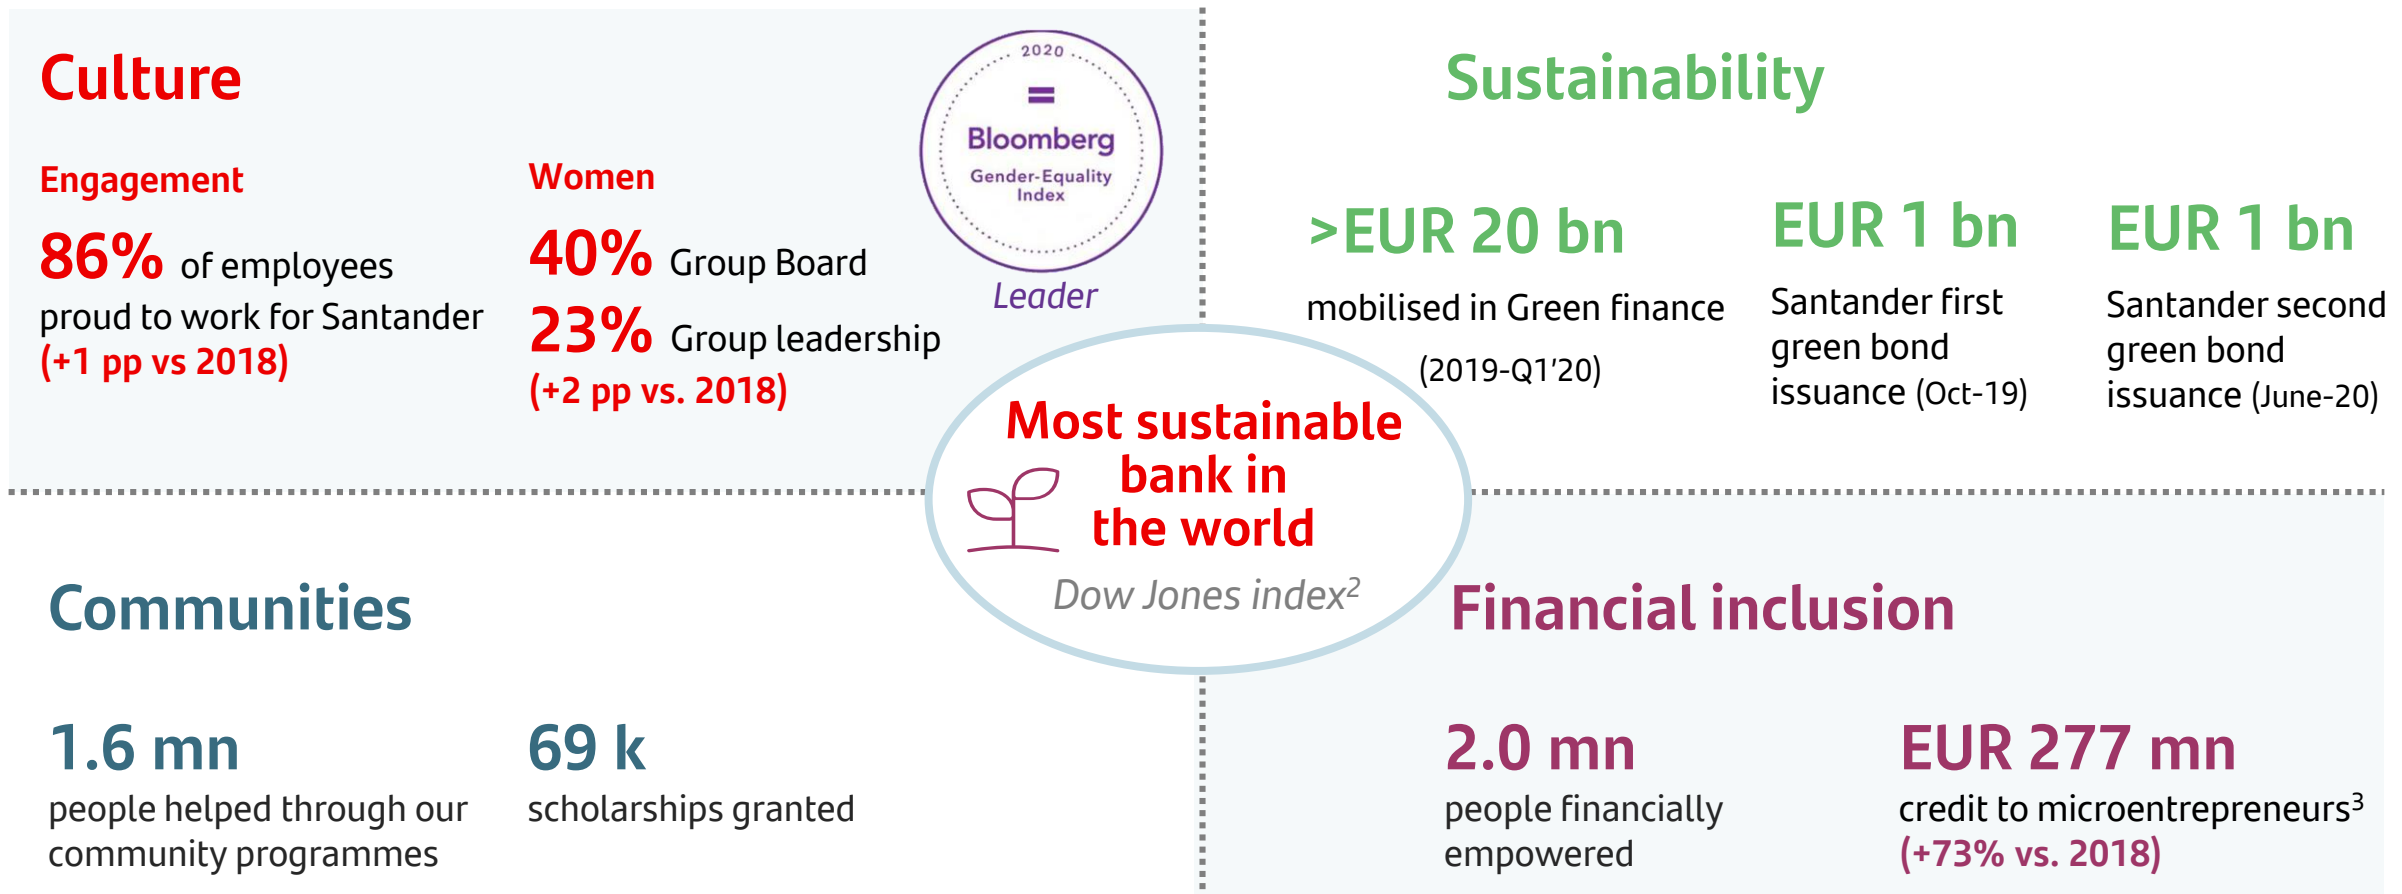 Culture
Engagement
86% of employees
proud to work for Santander
(+1 pp vs 2018)
Women
40% Group Board
23% Group leadership
(+2 pp vs. 2018)
2020
=
Bloomberg
Gender-Equality
Index
Leader
Sustainability
>EUR 20 bn
mobilised in Green finance
(2019-Q1'20)
EUR 1 bn
Santander first
green bond
issuance (Oct-19)
EUR 1 bn
Santander second
green bond
issuance (June-20)
Most sustainable
bank in
the world
Dow Jones index²
Communities
1.6 mn
people helped through our
community programmes
69 k
scholarships granted
Financial inclusion
2.0 mn
people financially
empowered
EUR 277 mn
credit to microentrepreneurs³
(+73% vs. 2018)